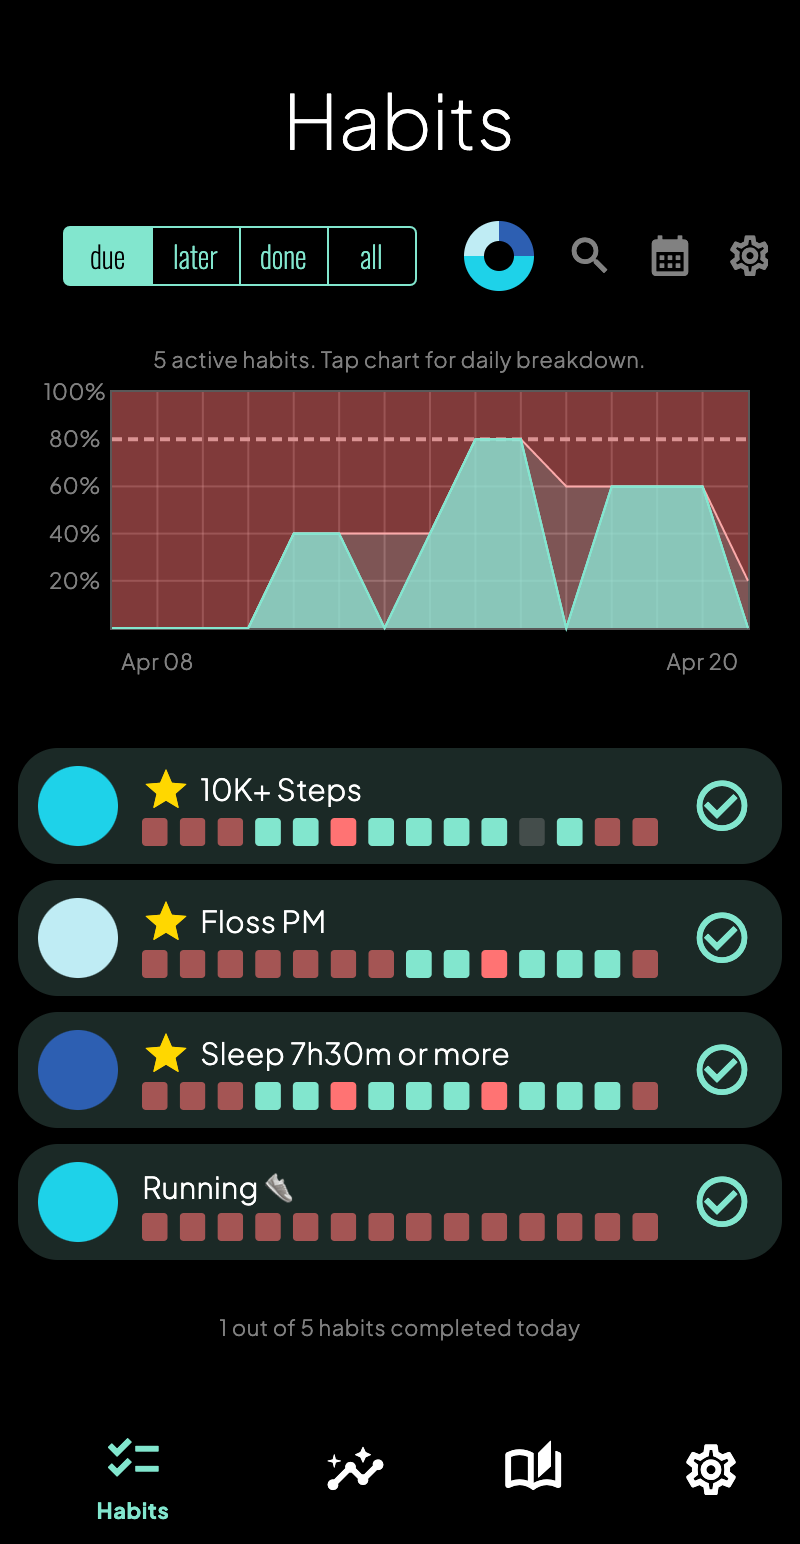 Habits
due later done all
5 active habits. Tap chart for daily breakdown.
100%
80%
60%
40%
20%
Apr 08 Apr 20
10K+ Steps
Floss PM
Sleep 7h30m or more
Running
1 out of 5 habits completed today
Habits